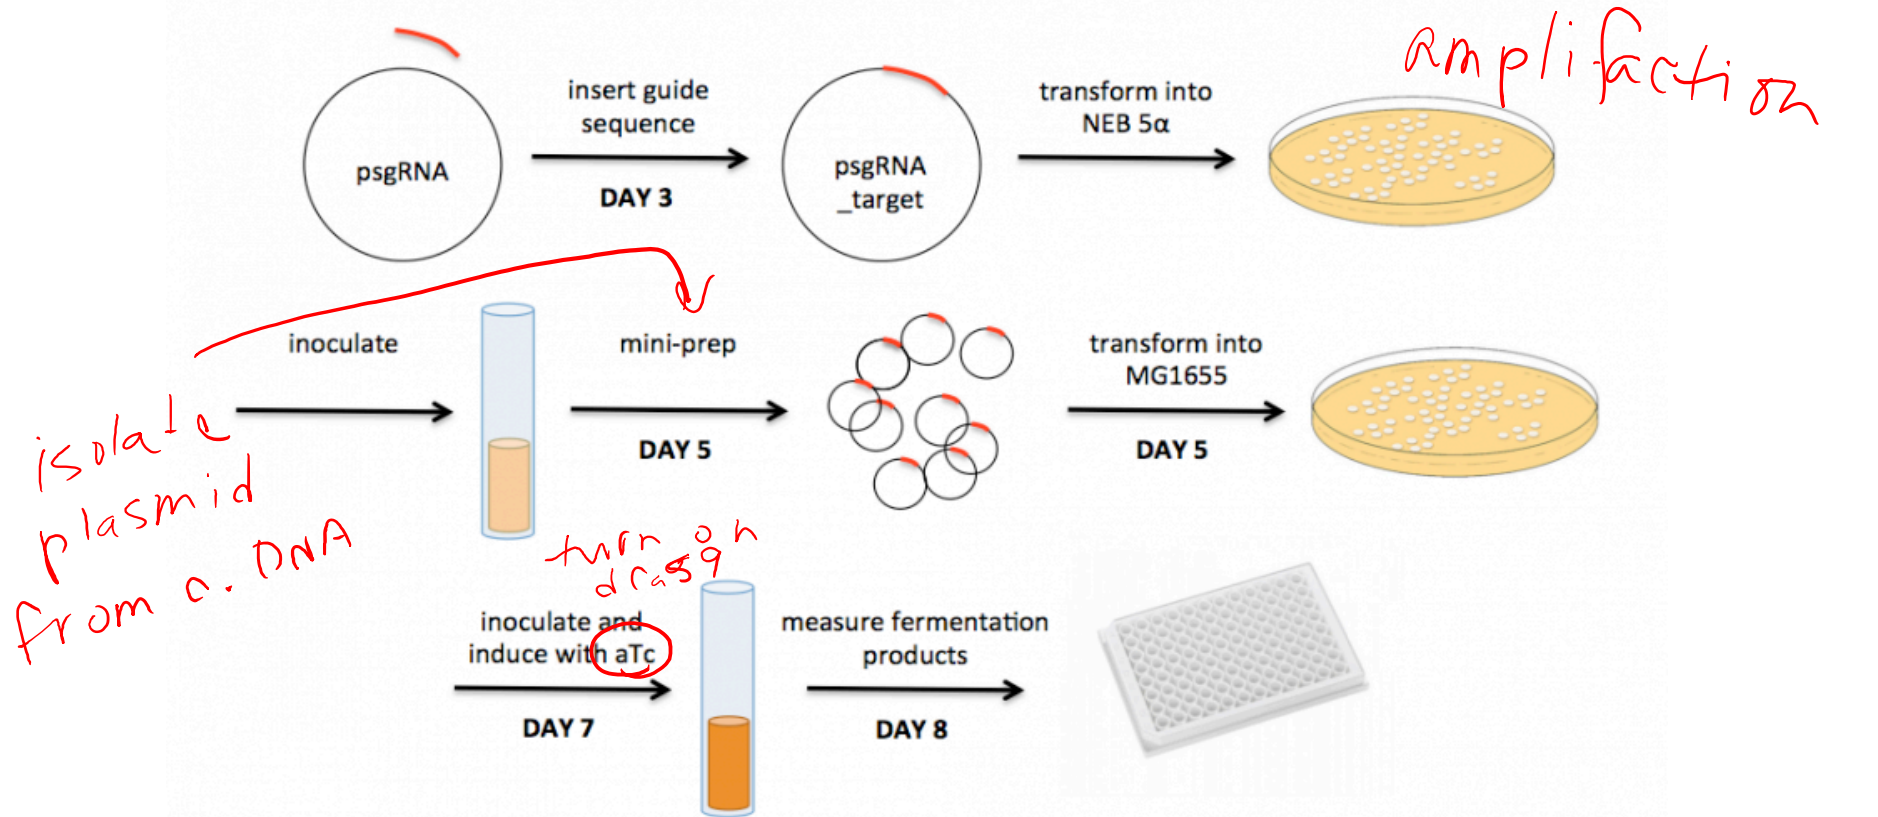 amplifaction
insert guide
sequence
DAY 3
transform into
NEB 5α
psgRNA
psgRNA
_target
inoculate
mini-prep
DAY 5
transform into
MG1655
DAY 5
isolate
plasmid
from c. DNA
turn on
dcas9
inoculate and
induce with aTc
DAY 7
measure fermentation
products
DAY 8